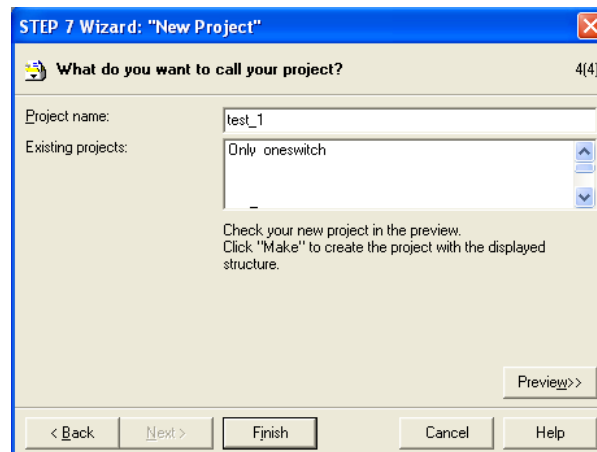 STEP 7 Wizard: "New Project"
What do you want to call your project? 4(4)
Project name: test_1
Existing projects: Only oneswitch
Check your new project in the preview.
Click "Make" to create the project with the displayed
structure.
Preview>>
< Back Next > Finish Cancel Help